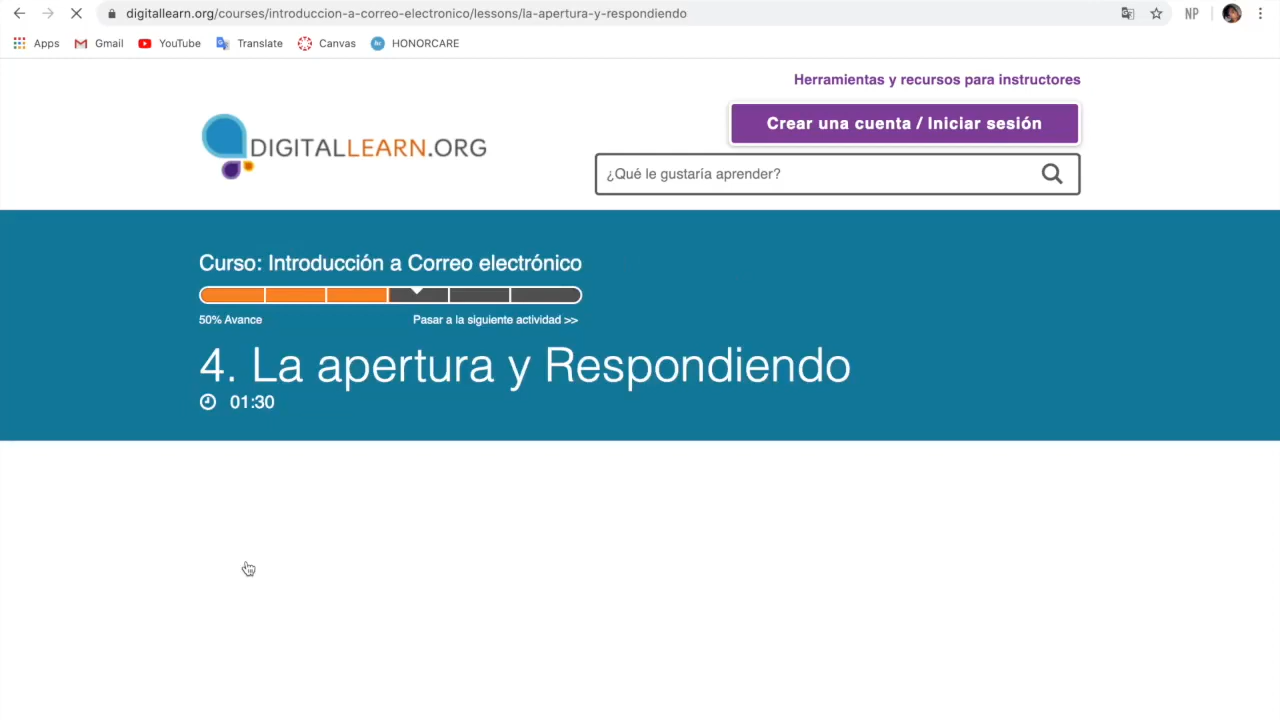 digitallearn.org/courses/introduccion-a-correo-electronico/lessons/la-apertura-y-respondiendo
NP
Apps
Gmail
YouTube
Translate
Canvas
HONORCARE
Herramientas y recursos para instructores
Crear una cuenta / Iniciar sesión
DIGITALLEARN.ORG
¿Qué le gustaría aprender?
Curso: Introducción a Correo electrónico
50% Avance
Pasar a la siguiente actividad >>
4. La apertura y Respondiendo
01:30